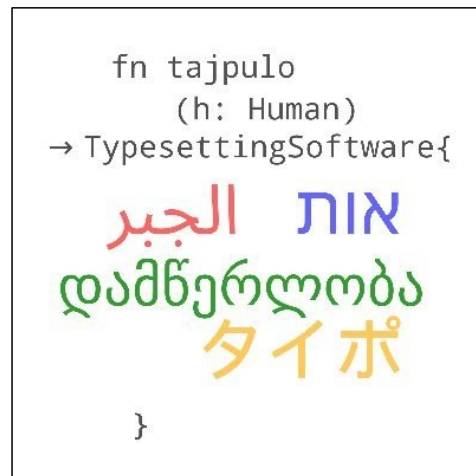 fn tajpulo
(h: Human)
→ TypesettingSoftware{
אות الجبر
დამწერლობა
タイポ
}